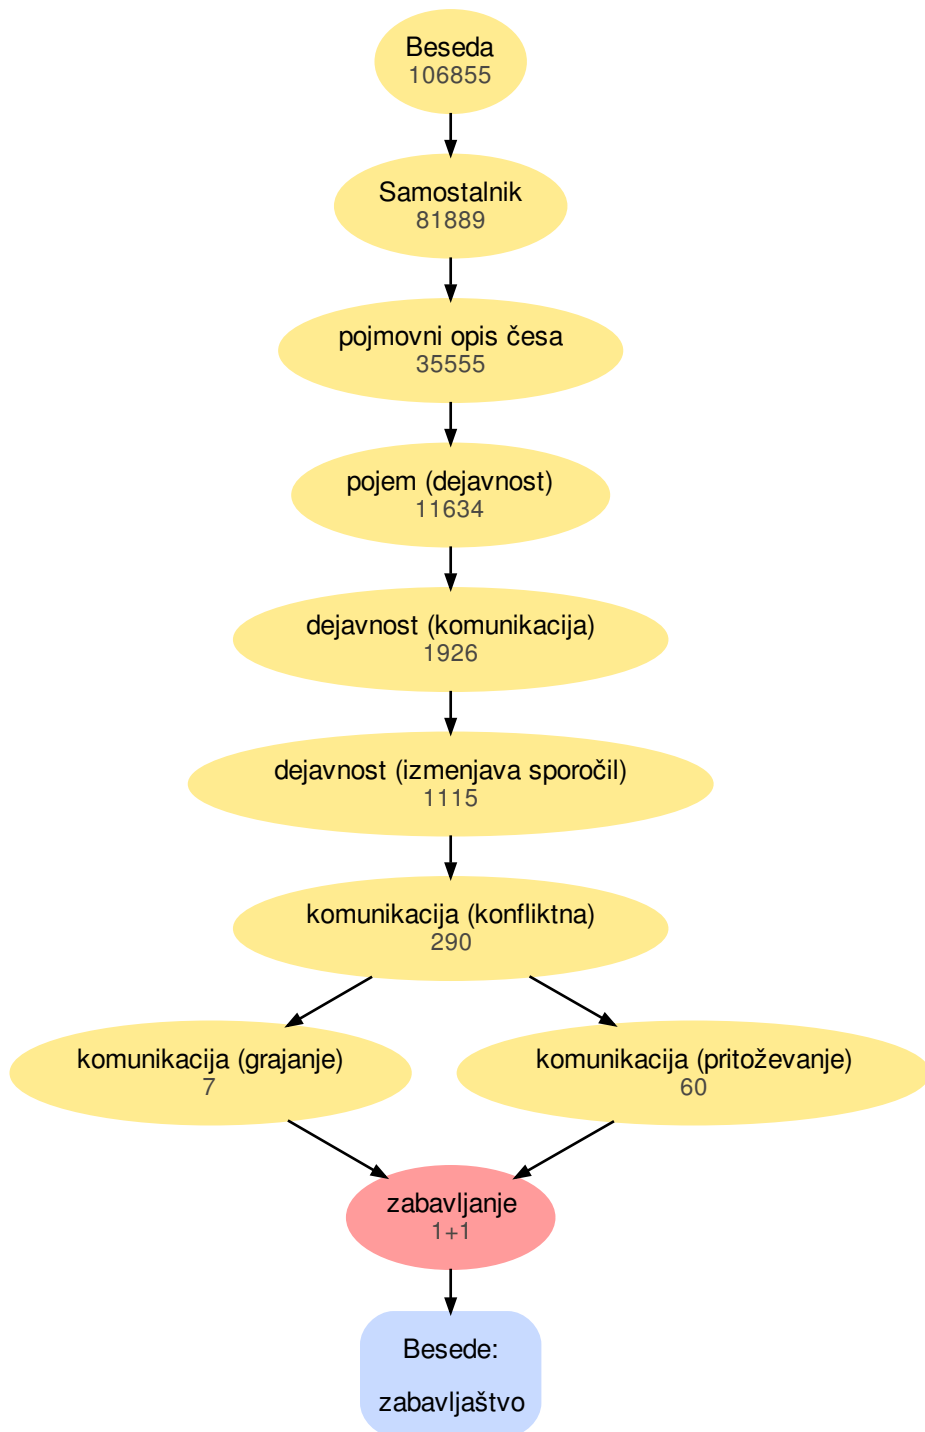 Beseda
106855
Samostalnik
81889
pojmovni opis česa
35555
pojem (dejavnost)
11634
dejavnost (komunikacija)
1926
dejavnost (izmenjava sporočil)
1115
komunikacija (konfliktna)
290
komunikacija (grajanje)
7
komunikacija (pritoževanje)
60
zabavljanje
1+1
Besede:
zabavljaštvo